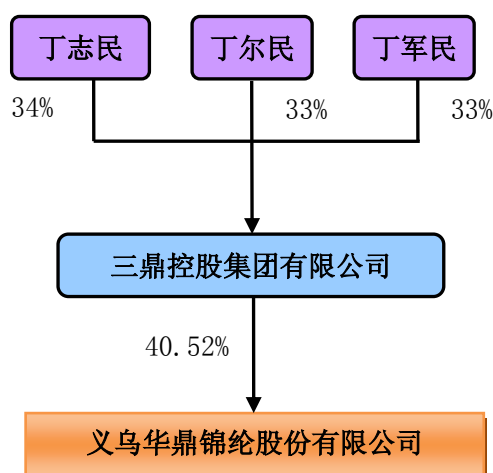 丁志民 丁尔民 丁军民
34% 33% 33%
三鼎控股集团有限公司
40.52%
义乌华鼎锦纶股份有限公司